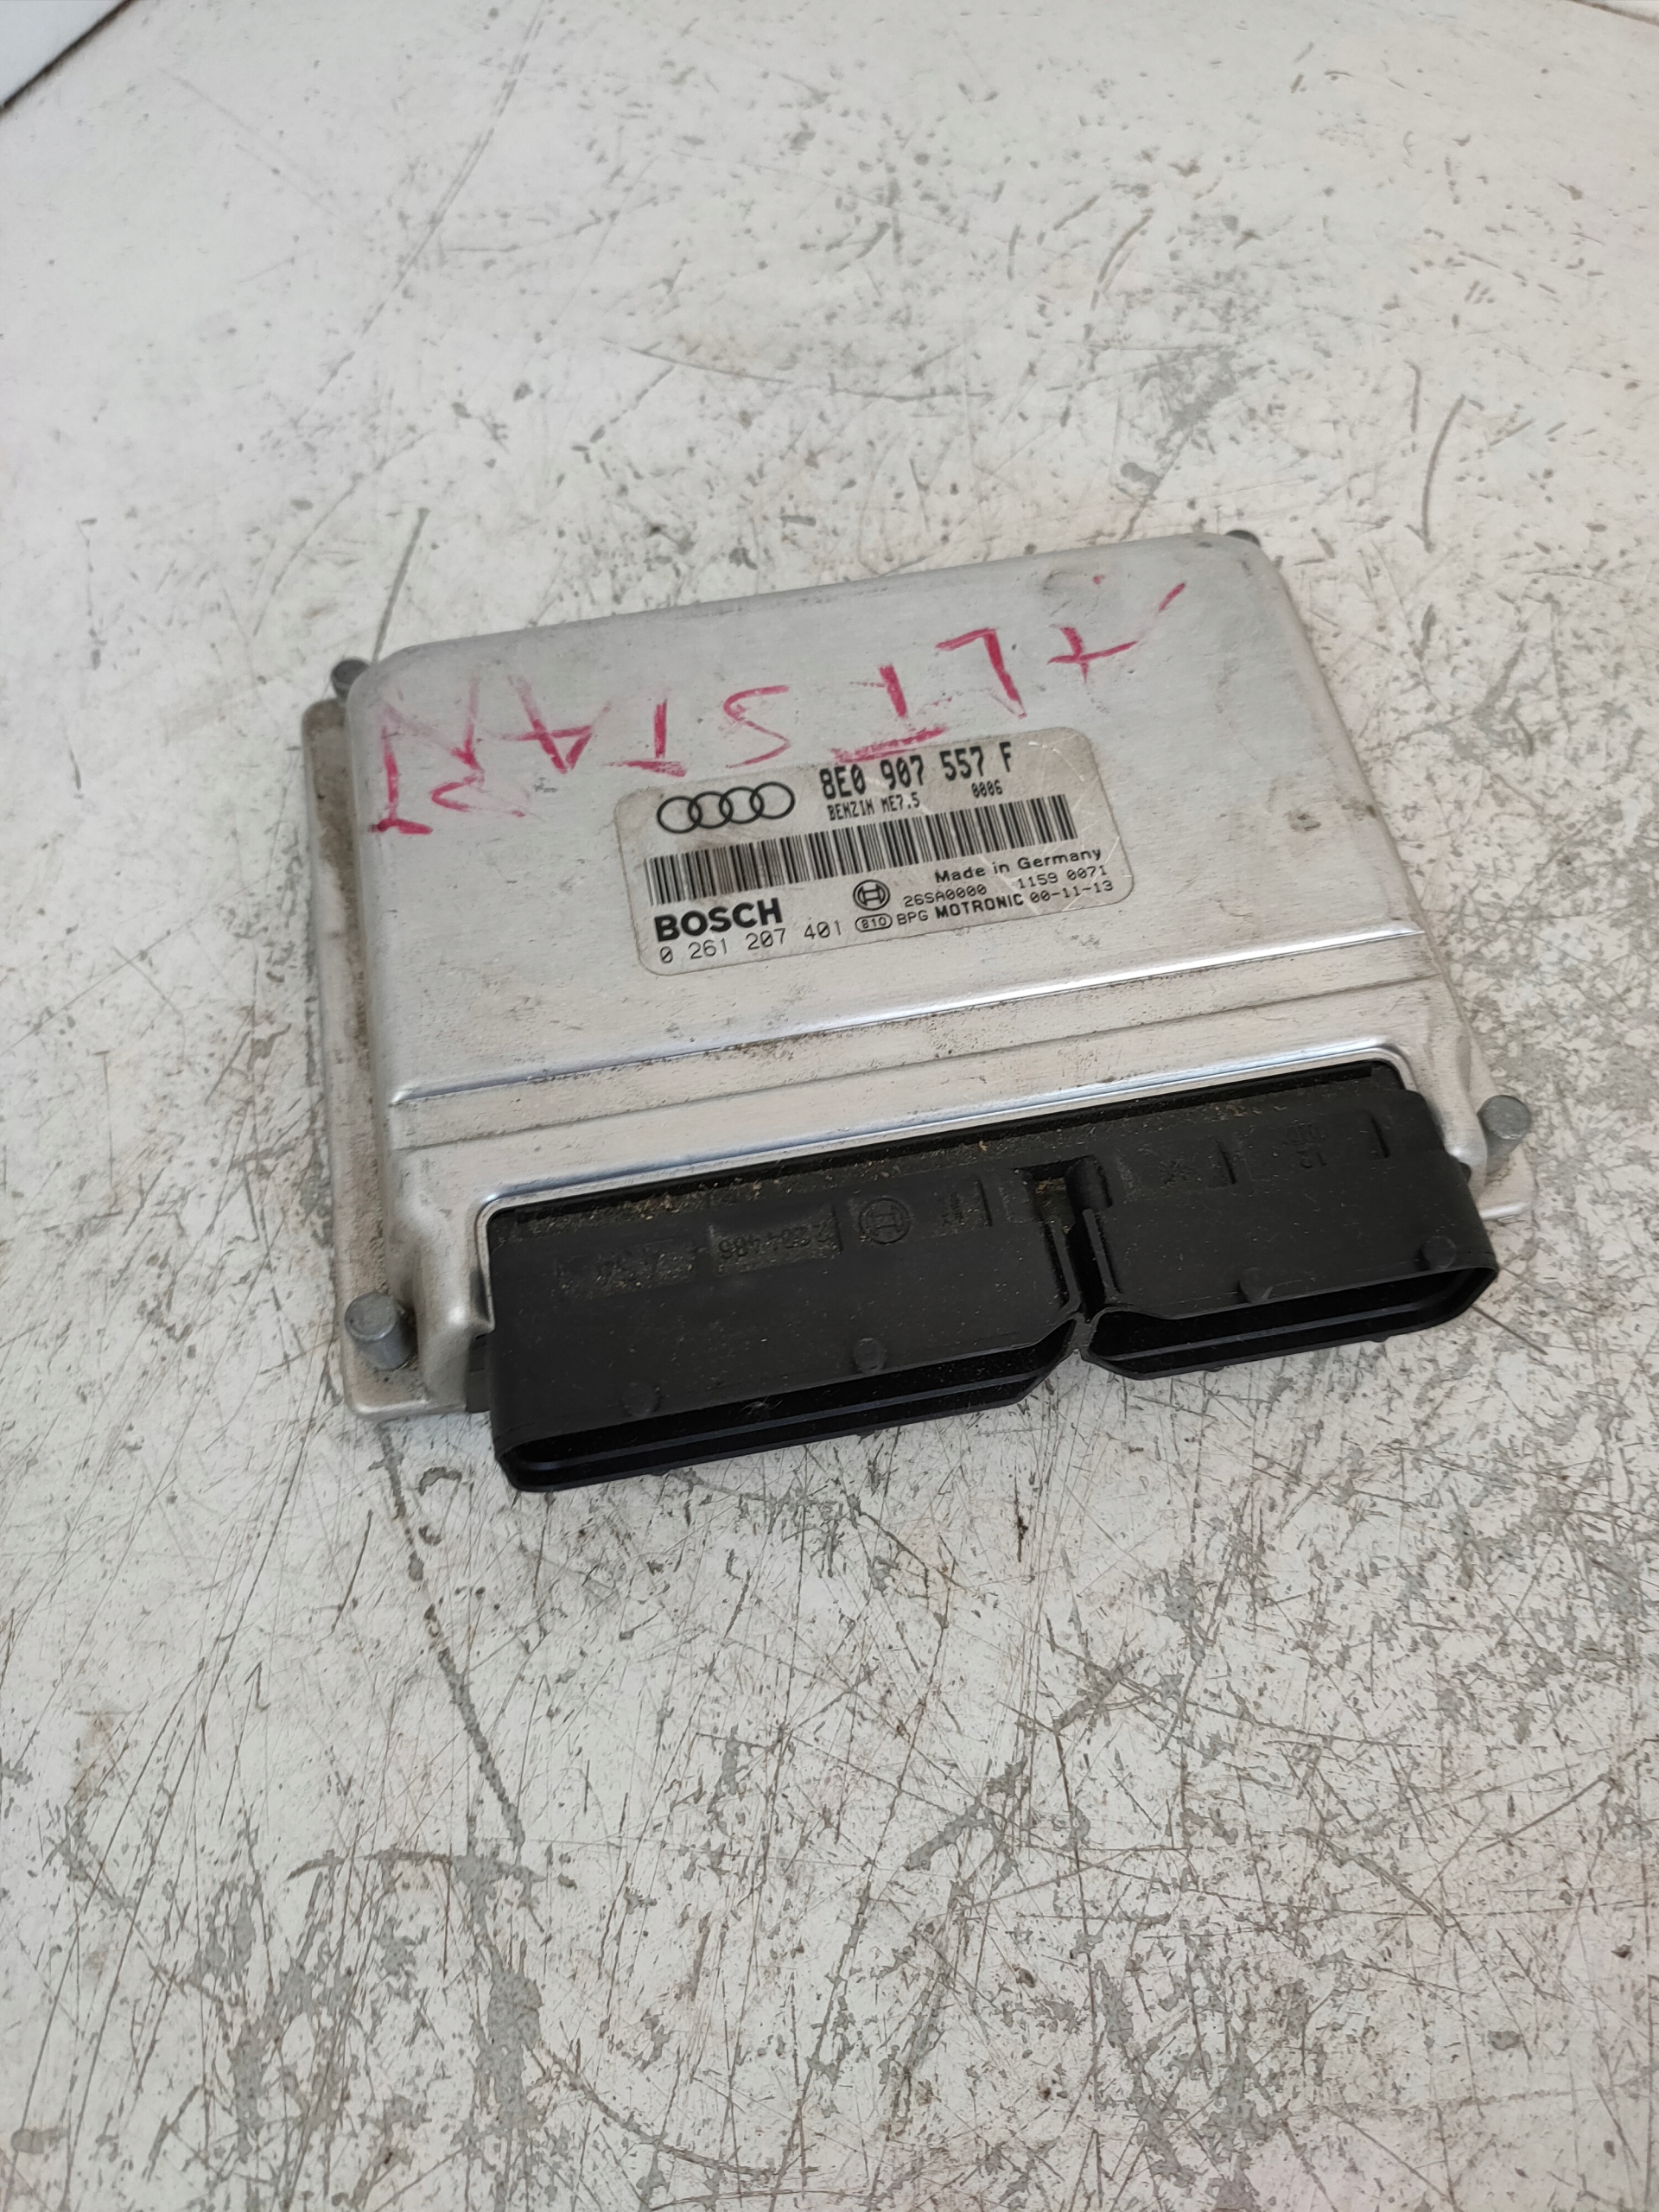 8E0 907 557 F
BENZIN ME7.5 0006
Made in Germany
BOSCH 26SA0000 1159 0071
0 261 207 401 810 BPG MOTRONIC 00-11-13